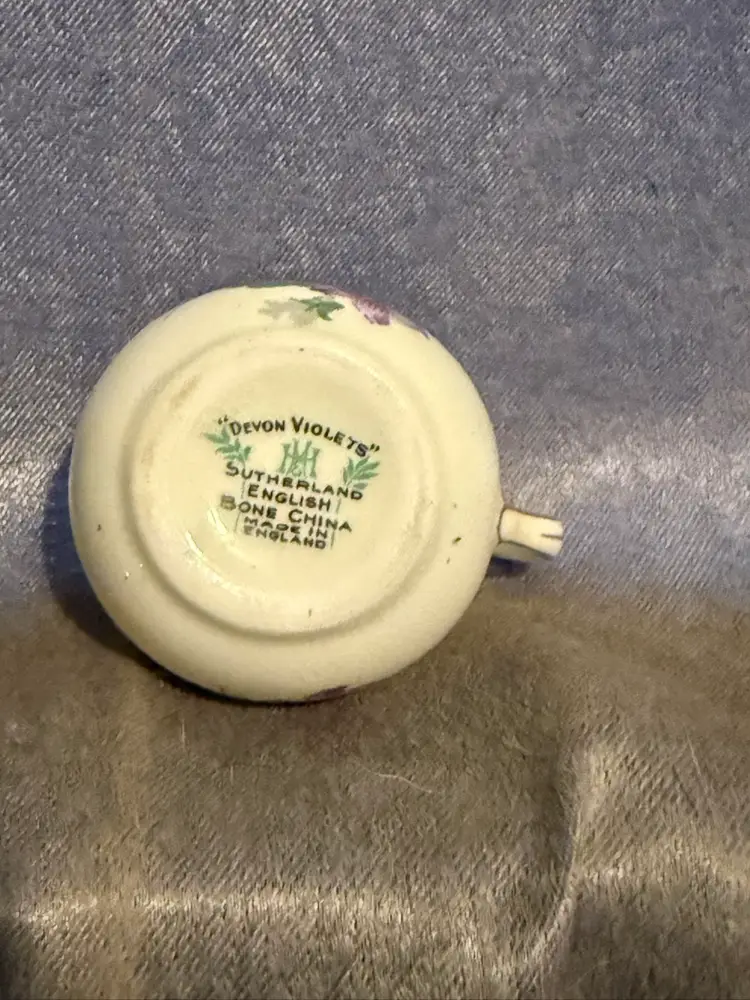 "DEVON VIOLETS"
H&H
SUTHERLAND
ENGLISH
BONE CHINA
MADE IN
ENGLAND